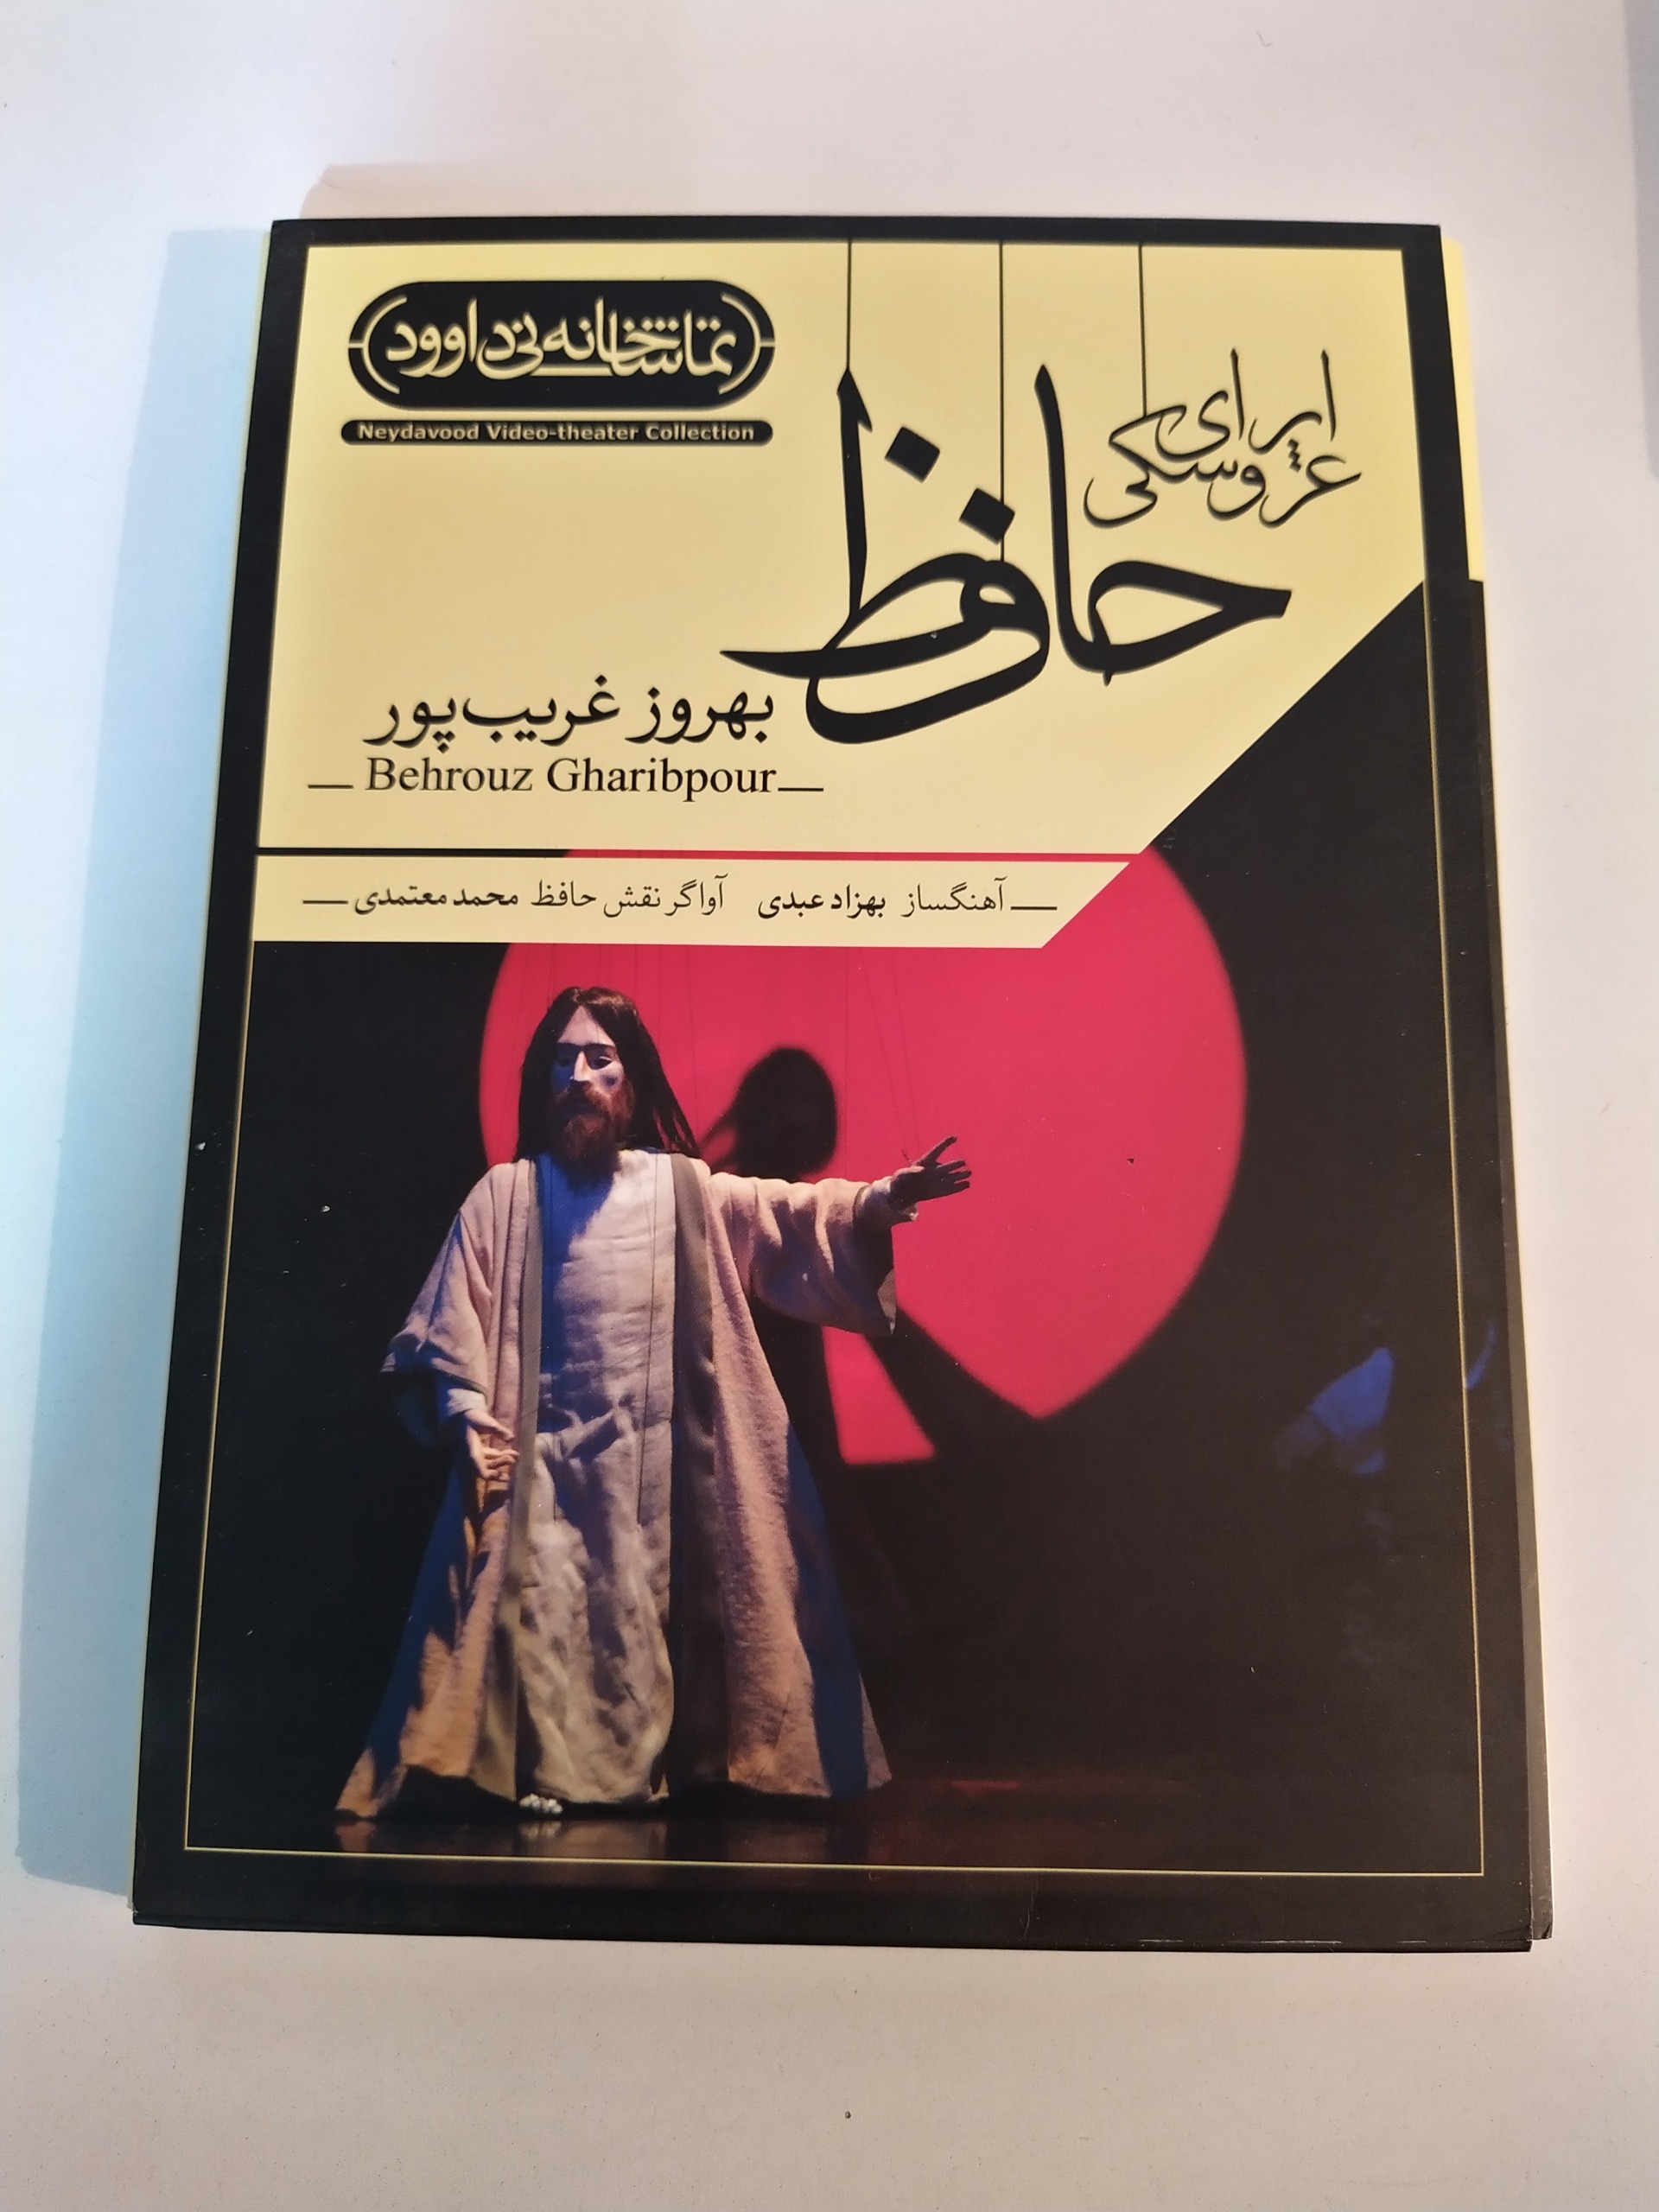 تماشاخانه نی‌داوود
Neydavood Video-theater Collection
اپرای
عروسکی
حافظ
بهروز غریب‌پور
Behrouz Gharibpour
آهنگساز بهزاد عبدی آواگر نقش حافظ محمد معتمدی